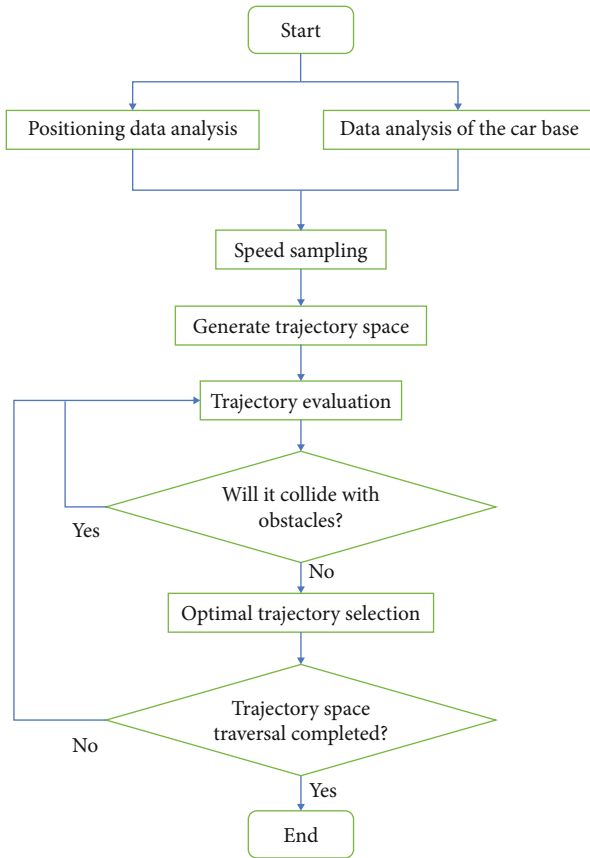 Start
Positioning data analysis
Data analysis of the car base
Speed sampling
Generate trajectory space
Trajectory evaluation
Will it collide with
obstacles?
Yes
No
Optimal trajectory selection
Trajectory space
traversal completed?
No
Yes
End